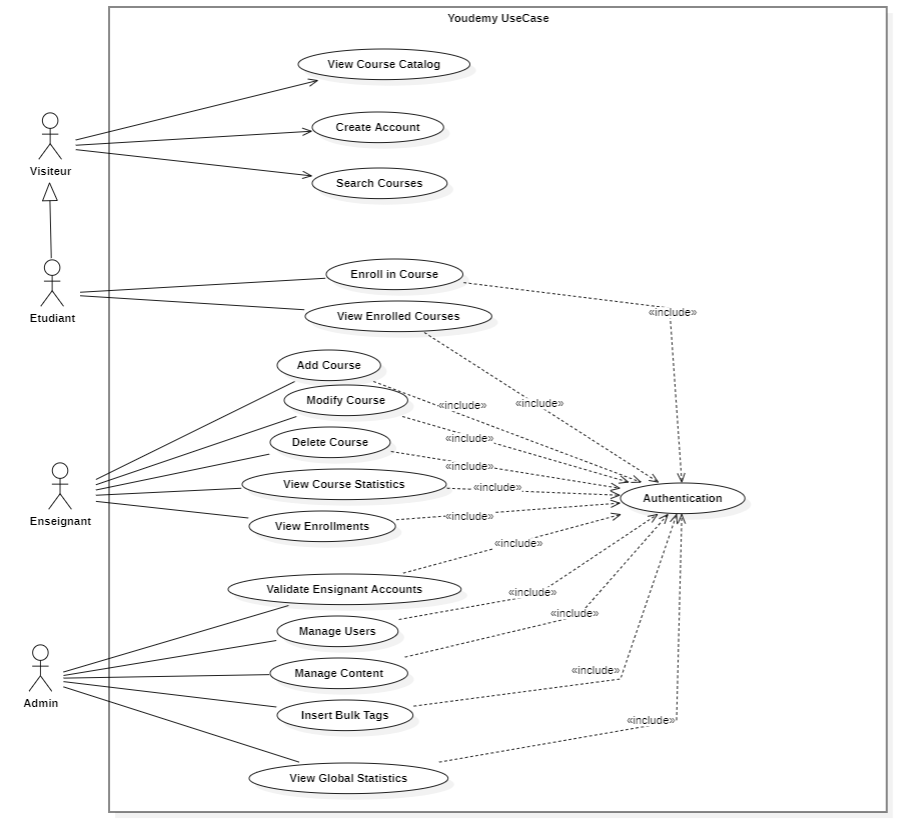 Youdemy UseCase
View Course Catalog
Create Account
Visiteur
Search Courses
Enroll in Course
Etudiant
View Enrolled Courses
«include»
Add Course
Modify Course
«include»
«include»
Delete Course
«include»
«include»
View Course Statistics
«include»
Authentication
Enseignant
View Enrollments
«include»
«include»
Validate Ensignant Accounts
«include»
Manage Users
«include»
Manage Content
«include»
Admin
Insert Bulk Tags
«include»
View Global Statistics